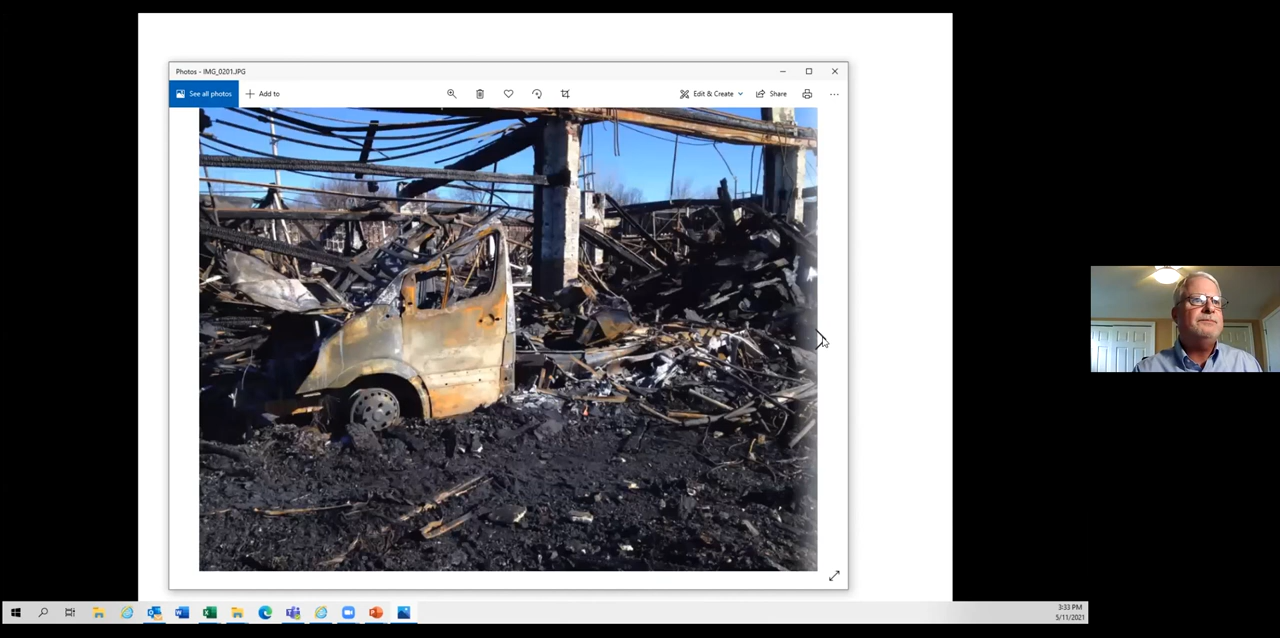 Photos - IMG_0201.JPG
See all photos
Add to
Edit & Create
Share
3:33 PM
5/11/2021